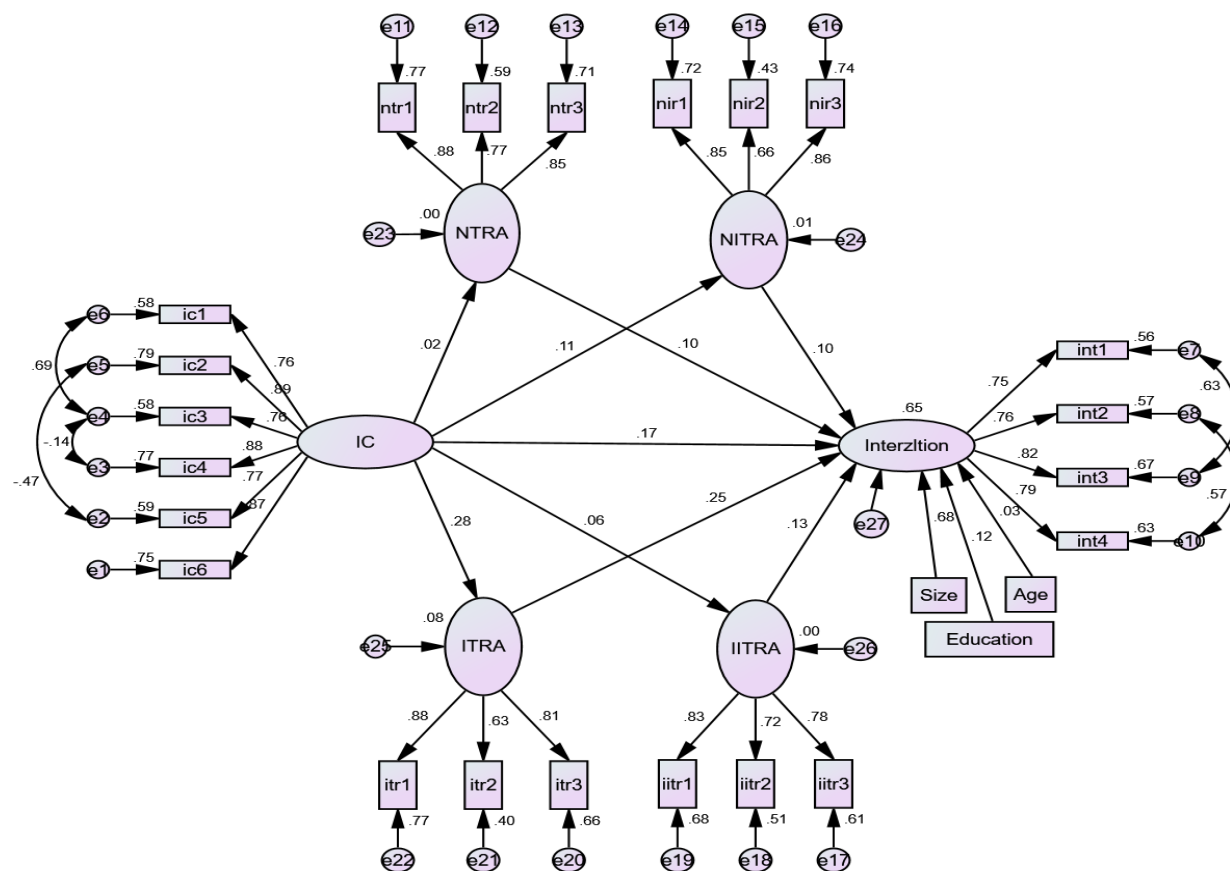 e11 e12 e13 e14 e15 e16
.77 .59 .71 .72 .43 .74
ntr1 ntr2 ntr3 nir1 nir2 nir3
.88 .77 .85 .85 .66 .86
.00 .01
e23 NTRA NITRA e24
e6 .58 ic1
.69 .02 .11 .10 .10
e5 .79 ic2 .76
.89
e4 .58 ic3 .76
-.14 IC .17 .65 Interzltion
e3 .77 ic4 .88
-.47 .77
e2 .59 ic5 .87
e1 .75 ic6
int1 .56 e7
.75 .63
.76 int2 .57 e8
.82 int3 .67 e9
.79 .57
int4 .63 e10
.28 .06 .25 .13 e27 .68 .12 .03
Size Age
Education
.08 .00
e25 ITRA IITRA e26
.88 .63 .81 .83 .72 .78
itr1 itr2 itr3 iitr1 iitr2 iitr3
.77 .40 .66 .68 .51 .61
e22 e21 e20 e19 e18 e17